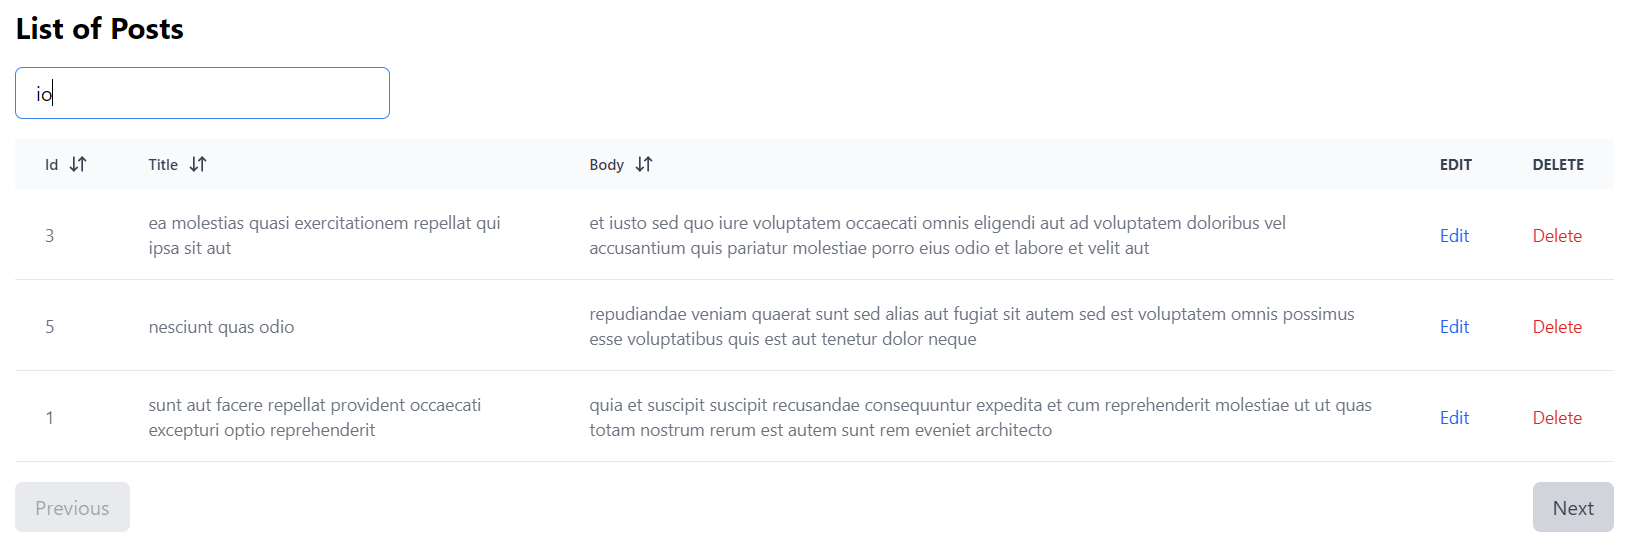 List of Posts
io
Id Title Body EDIT DELETE
3
ea molestias quasi exercitationem repellat qui
ipsa sit aut
et iusto sed quo iure voluptatem occaecati omnis eligendi aut ad voluptatem doloribus vel
accusantium quis pariatur molestiae porro eius odio et labore et velit aut
Edit
Delete
5
nesciunt quas odio
repudiandae veniam quaerat sunt sed alias aut fugiat sit autem sed est voluptatem omnis possimus
esse voluptatibus quis est aut tenetur dolor neque
Edit
Delete
1
sunt aut facere repellat provident occaecati
excepturi optio reprehenderit
quia et suscipit suscipit recusandae consequuntur expedita et cum reprehenderit molestiae ut ut quas
totam nostrum rerum est autem sunt rem eveniet architecto
Edit
Delete
Previous
Next